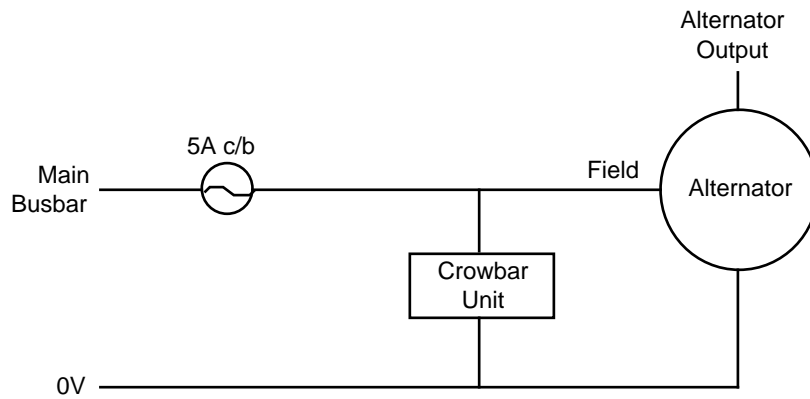 Alternator
Output
5A c/b
Main
Busbar
Field
Alternator
Crowbar
Unit
0V